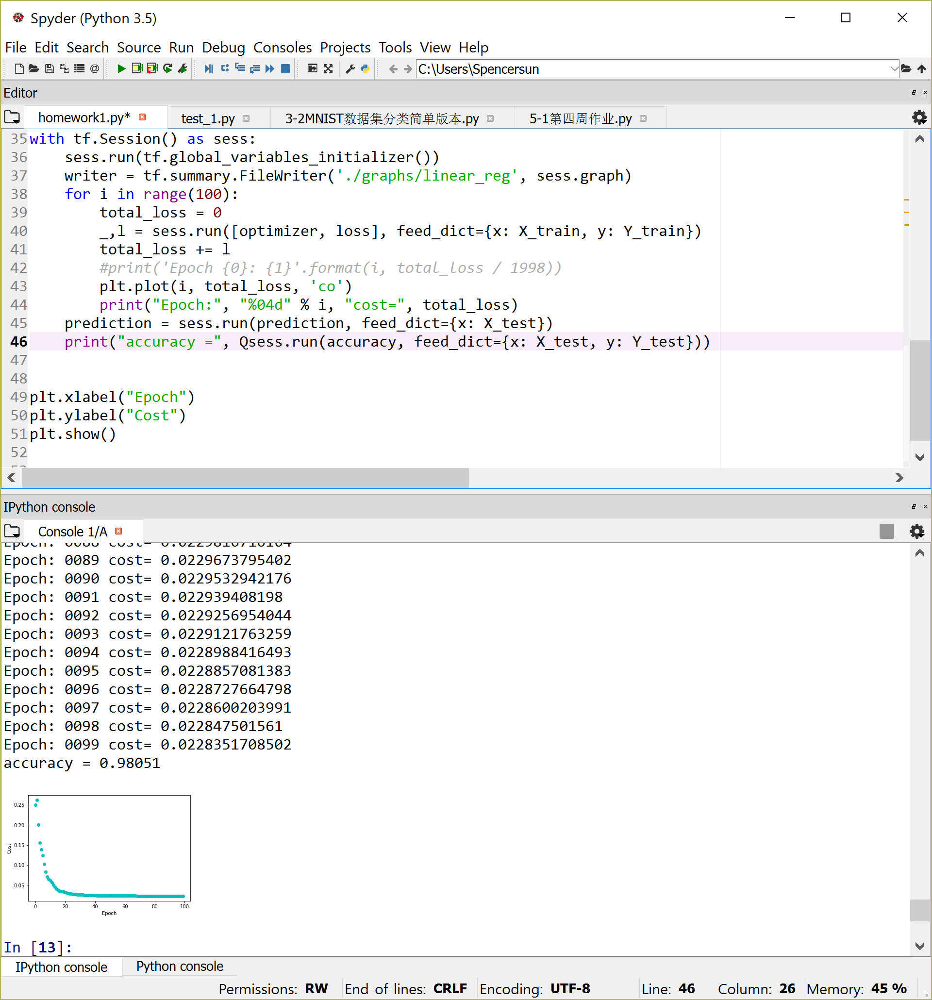 Spyder (Python 3.5)
File Edit Search Source Run Debug Consoles Projects Tools View Help
C:\Users\Spencersun
Editor
homework1.py* test_1.py 3-2MNIST数据集分类简单版本.py 5-1第四周作业.py
35 with tf.Session() as sess:
36     sess.run(tf.global_variables_initializer())
37     writer = tf.summary.FileWriter('./graphs/linear_reg', sess.graph)
38     for i in range(100):
39         total_loss = 0
40         _,l = sess.run([optimizer, loss], feed_dict={x: X_train, y: Y_train})
41         total_loss += l
42         #print('Epoch {0}: {1}'.format(i, total_loss / 1998))
43         plt.plot(i, total_loss, 'co')
44         print("Epoch:", "%04d" % i, "cost=", total_loss)
45     prediction = sess.run(prediction, feed_dict={x: X_test})
46     print("accuracy =", Qsess.run(accuracy, feed_dict={x: X_test, y: Y_test}))
47
48
49 plt.xlabel("Epoch")
50 plt.ylabel("Cost")
51 plt.show()
52
IPython console
Console 1/A
Epoch: 0089 cost= 0.0229673795402
Epoch: 0090 cost= 0.0229532942176
Epoch: 0091 cost= 0.022939408198
Epoch: 0092 cost= 0.0229256954044
Epoch: 0093 cost= 0.0229121763259
Epoch: 0094 cost= 0.0228988416493
Epoch: 0095 cost= 0.0228857081383
Epoch: 0096 cost= 0.0228727664798
Epoch: 0097 cost= 0.0228600203991
Epoch: 0098 cost= 0.022847501561
Epoch: 0099 cost= 0.0228351708502
accuracy = 0.98051
0.25
0.20
0.15
Cost
0.10
0.05
0 20 40 60 80 100
Epoch
In [13]:
IPython console Python console
Permissions: RW End-of-lines: CRLF Encoding: UTF-8 Line: 46 Column: 26 Memory: 45 %